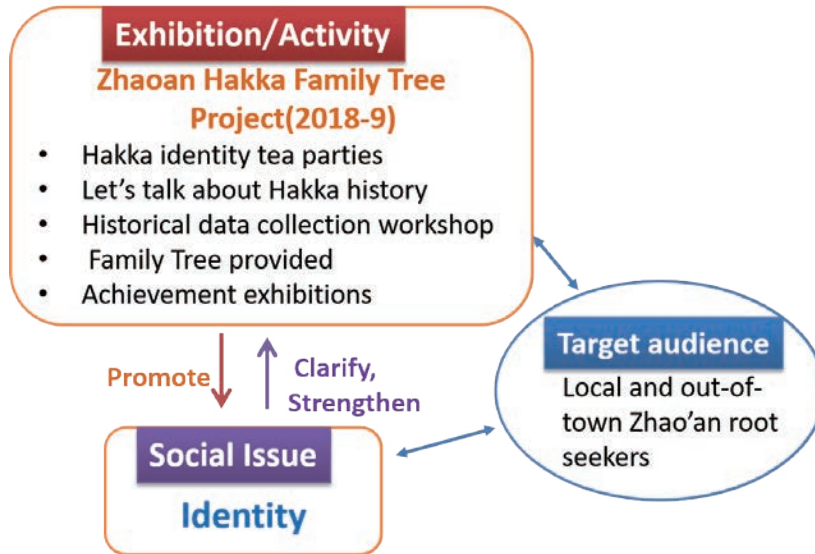 Exhibition/Activity
Zhaoan Hakka Family Tree
Project(2018-9)
• Hakka identity tea parties
• Let's talk about Hakka history
• Historical data collection workshop
• Family Tree provided
• Achievement exhibitions
Promote
Clarify,
Strengthen
Target audience
Local and out-of-
town Zhao'an root
seekers
Social Issue
Identity